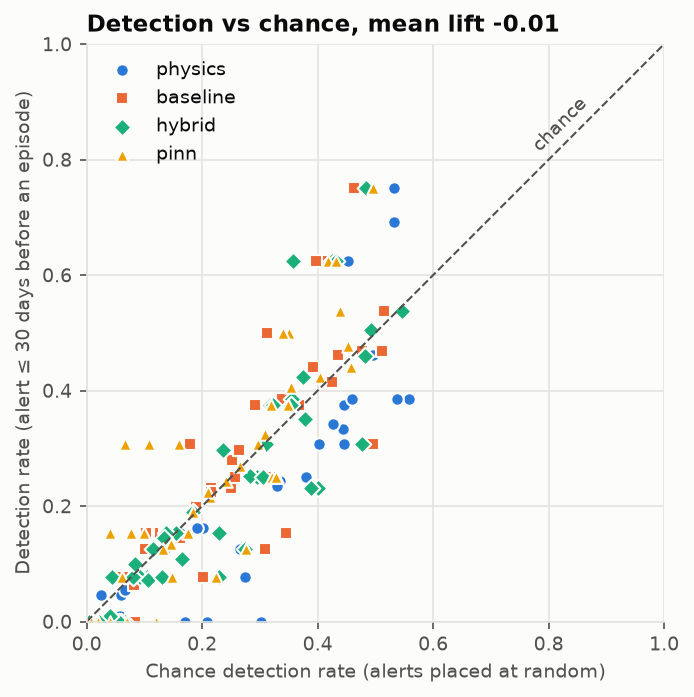 Detection vs chance, mean lift -0.01
1.0
0.8
0.6
0.4
0.2
0.0
physics
baseline
hybrid
pinn
chance
0.0 0.2 0.4 0.6 0.8 1.0
Detection rate (alert ≤ 30 days before an episode)
Chance detection rate (alerts placed at random)